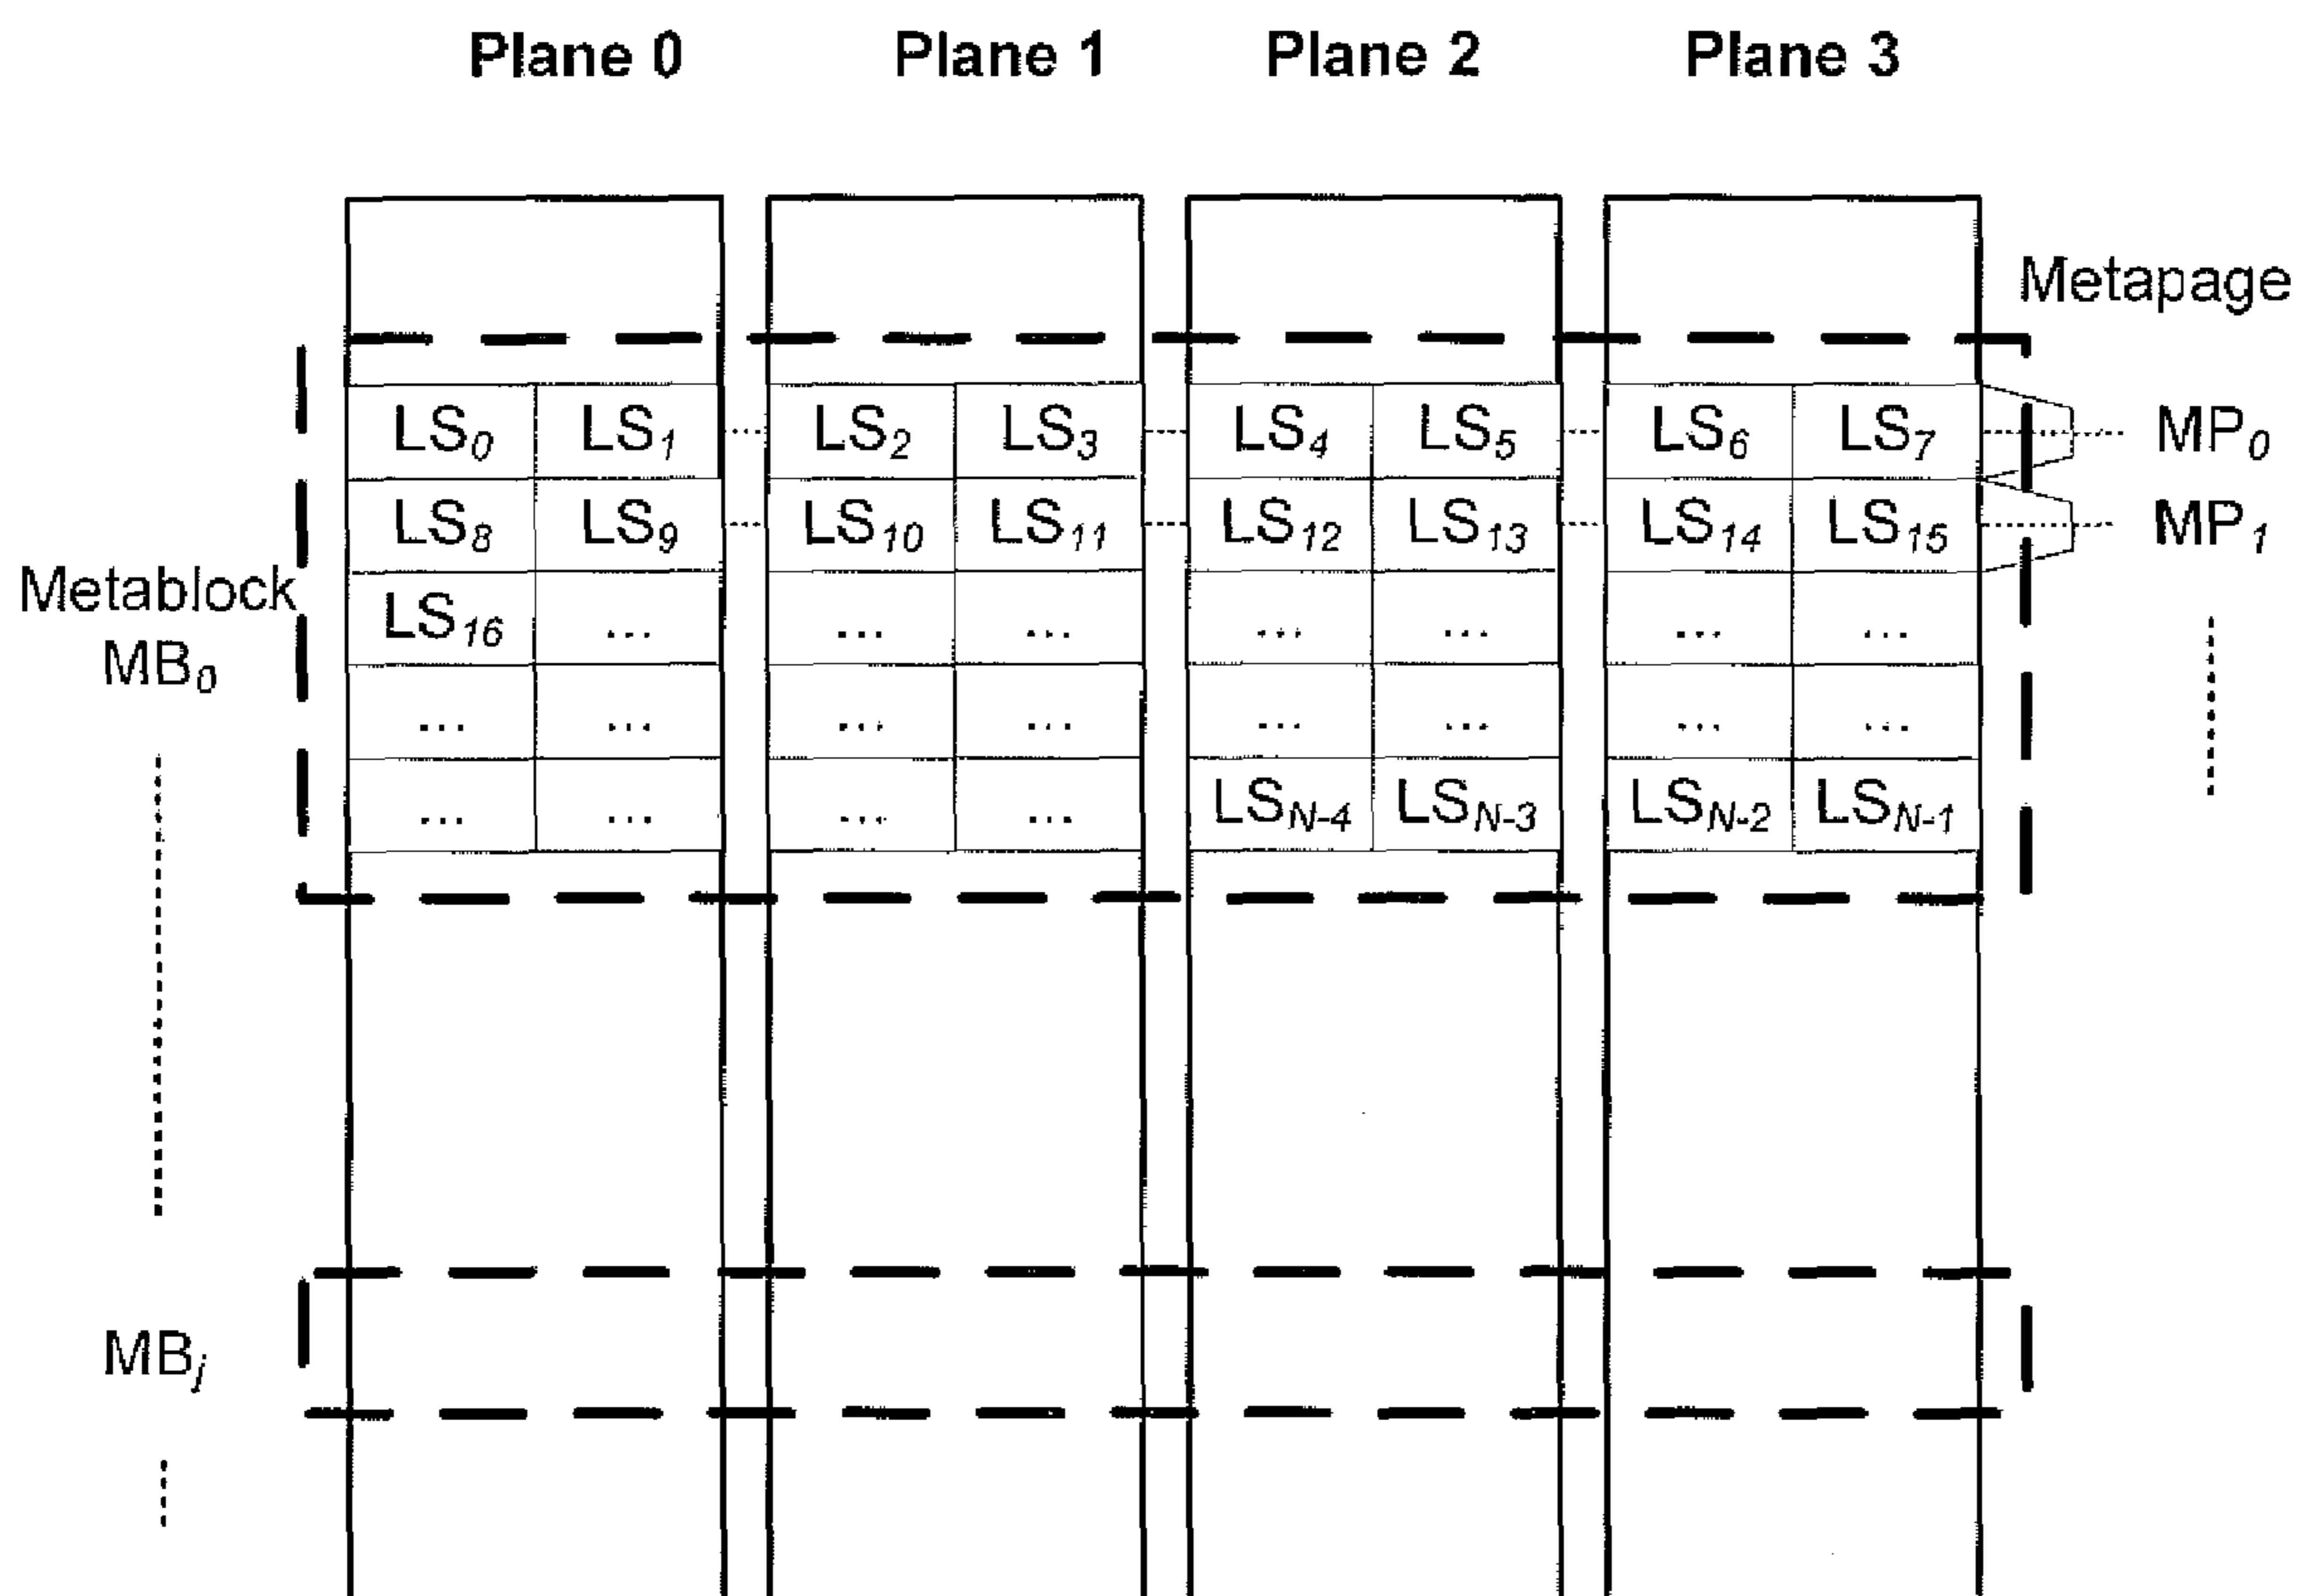 Plane 0 Plane 1 Plane 2 Plane 3
Metapage
LS0 LS1 LS2 LS3 LS4 LS5 LS6 LS7 MP0
LS8 LS9 LS10 LS11 LS12 LS13 LS14 LS15 MP1
Metablock
LS16 ... ... ... ... ... ... ...
MB0
... ... ... ... ... ... ... ...
... ... ... ... LSN-4 LSN-3 LSN-2 LSN-1
MBj